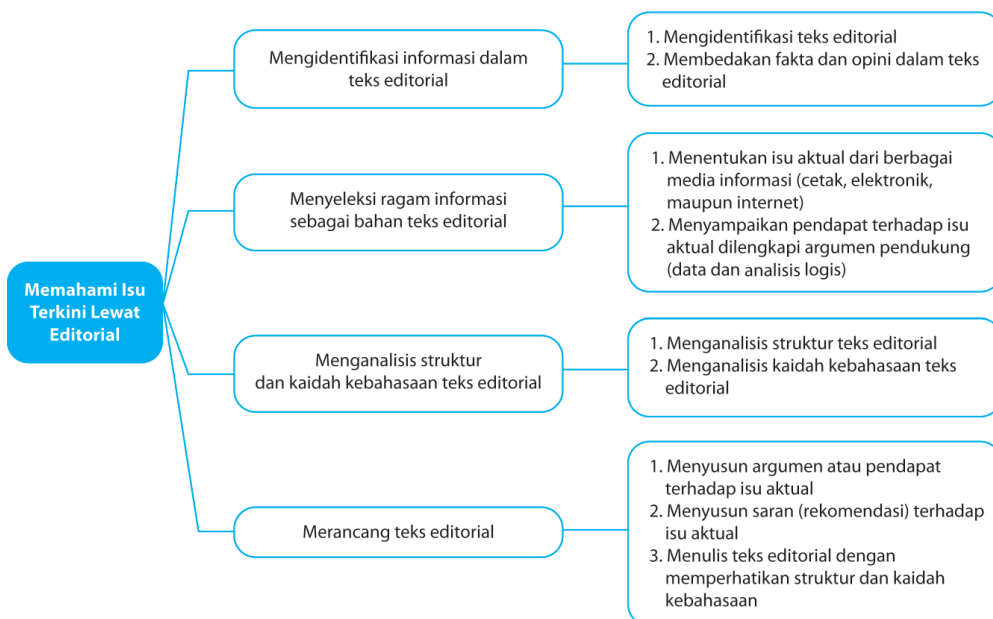 Memahami Isu
Terkini Lewat
Editorial
Mengidentifikasi informasi dalam
teks editorial
1. Mengidentifikasi teks editorial
2. Membedakan fakta dan opini dalam teks
editorial
Menyeleksi ragam informasi
sebagai bahan teks editorial
1. Menentukan isu aktual dari berbagai
media informasi (cetak, elektronik,
maupun internet)
2. Menyampaikan pendapat terhadap isu
aktual dilengkapi argumen pendukung
(data dan analisis logis)
Menganalisis struktur
dan kaidah kebahasaan teks editorial
1. Menganalisis struktur teks editorial
2. Menganalisis kaidah kebahasaan teks
editorial
Merancang teks editorial
1. Menyusun argumen atau pendapat
terhadap isu aktual
2. Menyusun saran (rekomendasi) terhadap
isu aktual
3. Menulis teks editorial dengan
memperhatikan struktur dan kaidah
kebahasaan